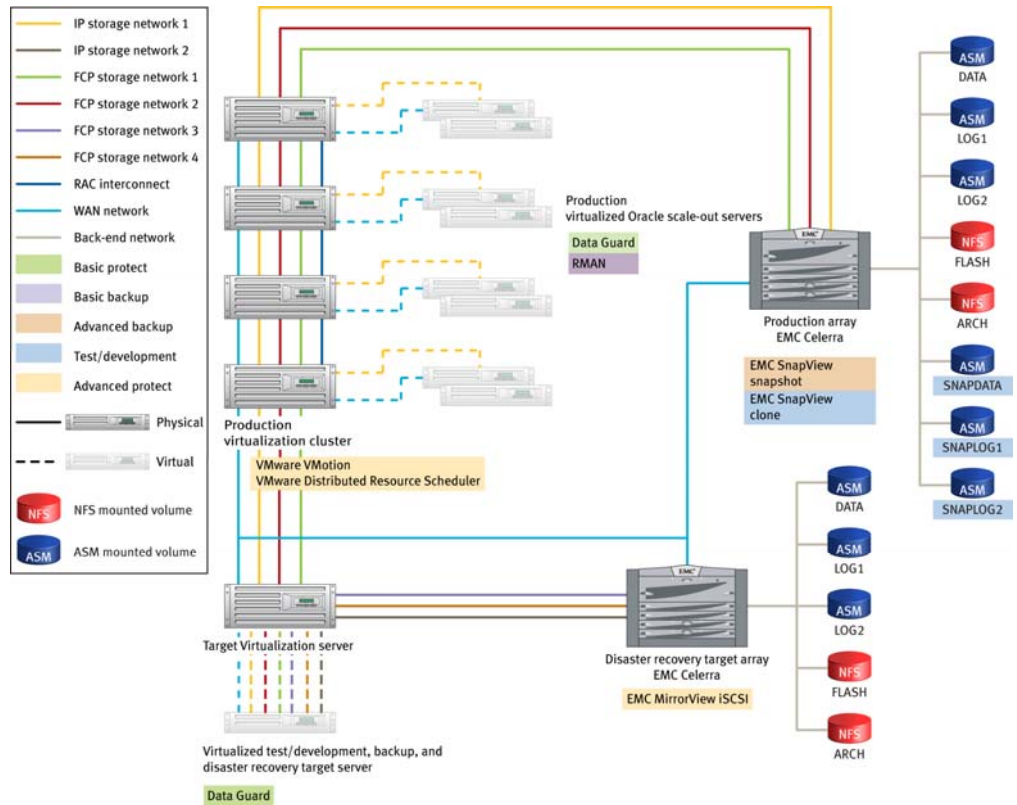 IP storage network 1
IP storage network 2
FCP storage network 1
FCP storage network 2
FCP storage network 3
FCP storage network 4
RAC interconnect
WAN network
Back-end network
Basic protect
Basic backup
Advanced backup
Test/development
Advanced protect
Physical
Virtual
NFS
NFS mounted volume
ASM
ASM mounted volume
Production
virtualization cluster
VMware VMotion
VMware Distributed Resource Scheduler
Production
virtualized Oracle scale-out servers
Data Guard
RMAN
EMC²
Production array
EMC Celerra
EMC SnapView
snapshot
EMC SnapView
clone
ASM
DATA
ASM
LOG1
ASM
LOG2
NFS
FLASH
NFS
ARCH
ASM
SNAPDATA
ASM
SNAPLOG1
ASM
SNAPLOG2
Target Virtualization server
Virtualized test/development, backup, and
disaster recovery target server
Data Guard
EMC²
Disaster recovery target array
EMC Celerra
EMC MirrorView iSCSI
ASM
DATA
ASM
LOG1
ASM
LOG2
NFS
FLASH
NFS
ARCH